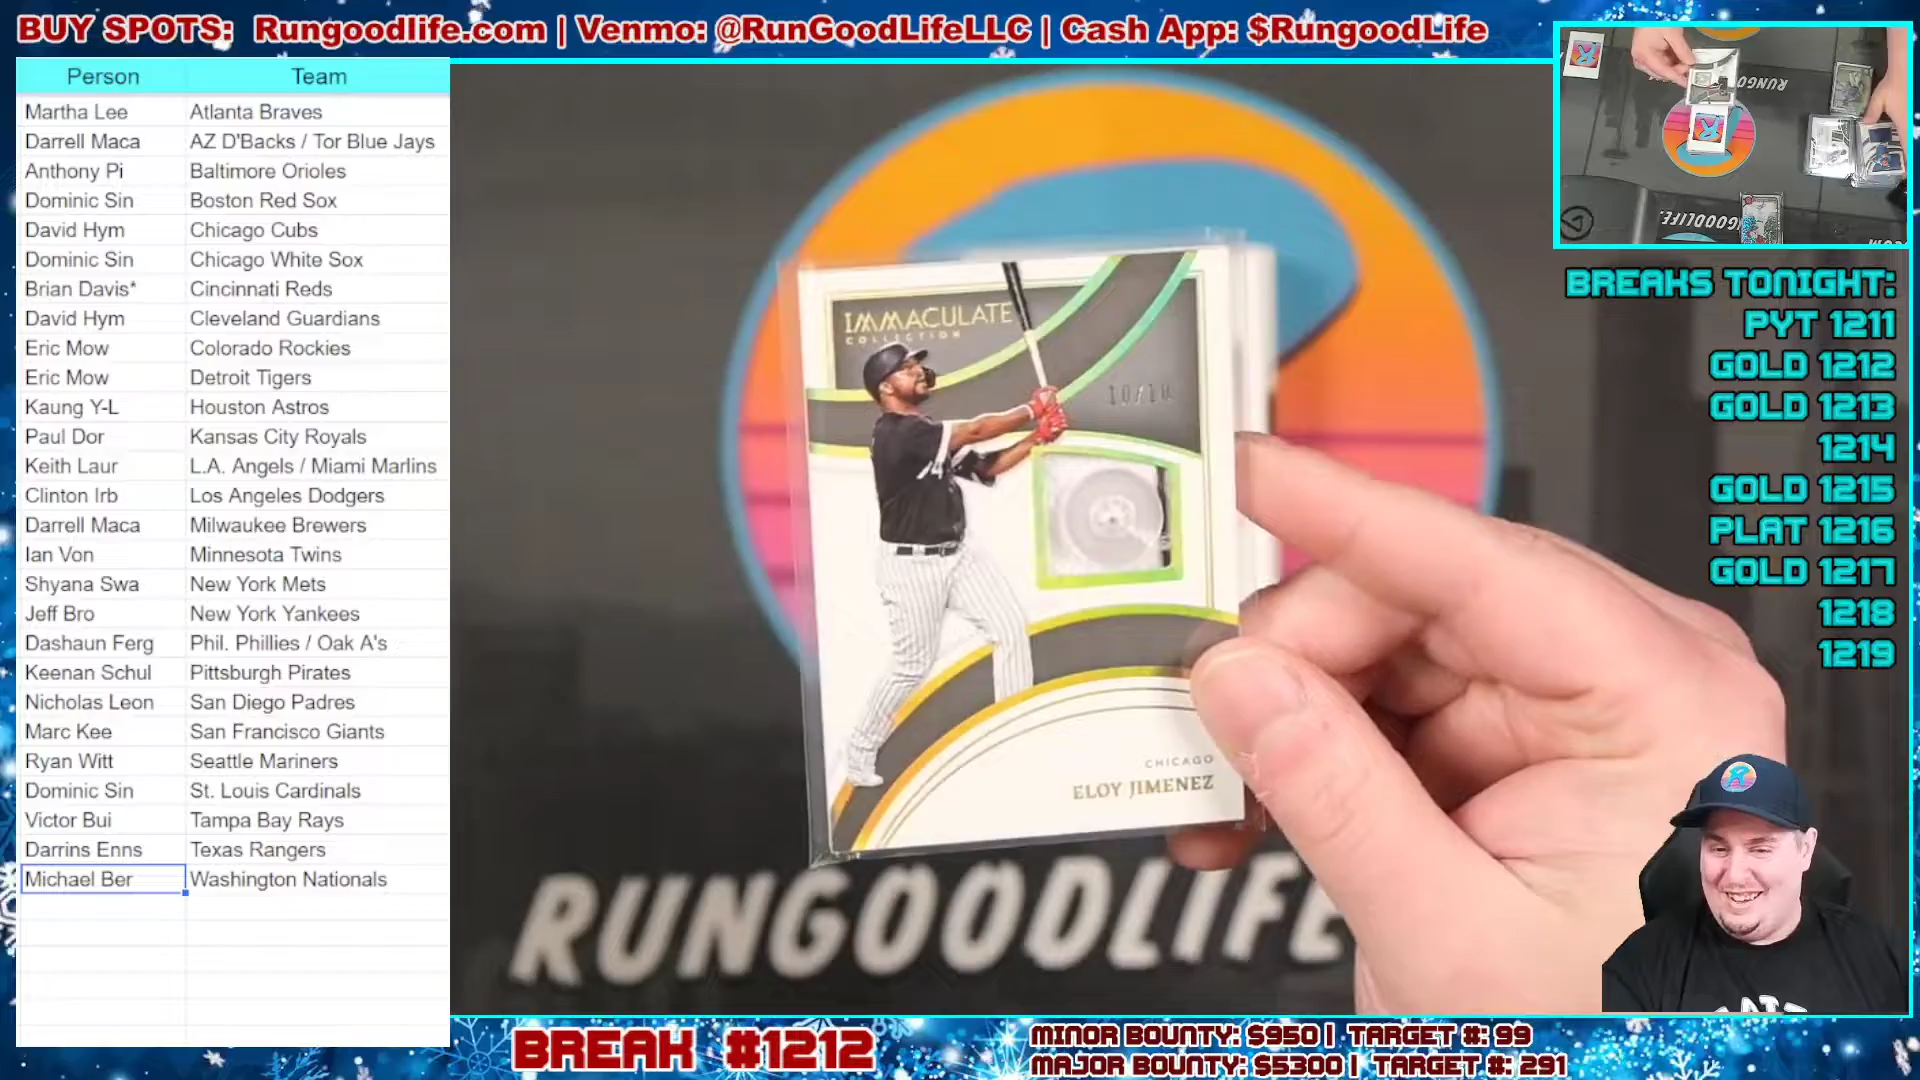 BUY SPOTS: Rungoodlife.com | Venmo: @RunGoodLifeLLC | Cash App: $RungoodLife
Person Team
Martha Lee Atlanta Braves
Darrell Maca AZ D'Backs / Tor Blue Jays
Anthony Pi Baltimore Orioles
Dominic Sin Boston Red Sox
David Hym Chicago Cubs
Dominic Sin Chicago White Sox
Brian Davis* Cincinnati Reds
David Hym Cleveland Guardians
Eric Mow Colorado Rockies
Eric Mow Detroit Tigers
Kaung Y-L Houston Astros
Paul Dor Kansas City Royals
Keith Laur L.A. Angels / Miami Marlins
Clinton Irb Los Angeles Dodgers
Darrell Maca Milwaukee Brewers
Ian Von Minnesota Twins
Shyana Swa New York Mets
Jeff Bro New York Yankees
Dashaun Ferg Phil. Phillies / Oak A's
Keenan Schul Pittsburgh Pirates
Nicholas Leon San Diego Padres
Marc Kee San Francisco Giants
Ryan Witt Seattle Mariners
Dominic Sin St. Louis Cardinals
Victor Bui Tampa Bay Rays
Darrins Enns Texas Rangers
Michael Ber Washington Nationals
IMMACULATE
COLLECTION
10/10
CHICAGO
ELOY JIMENEZ
RUNGOODLIFE
BREAKS TONIGHT:
PYT 1211
GOLD 1212
GOLD 1213
1214
GOLD 1215
PLAT 1216
GOLD 1217
1218
1219
BREAK #1212
MINOR BOUNTY: $950 | TARGET #: 99
MAJOR BOUNTY: $5300 | TARGET #: 291